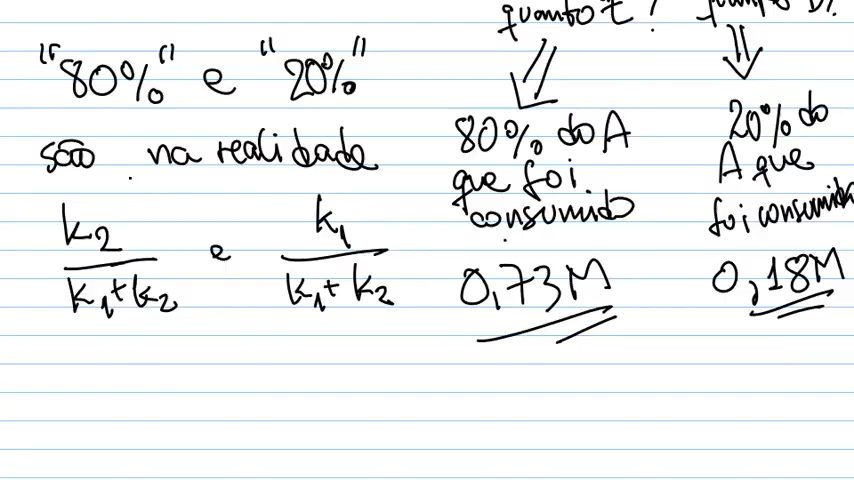 quanto E?
"80%" e "20%"
são na realidade
k2/k1+k2 e k1/k1+k2
80% do A
que foi
consumido
0,73M
20% do
A que
foi consumido
0,18M